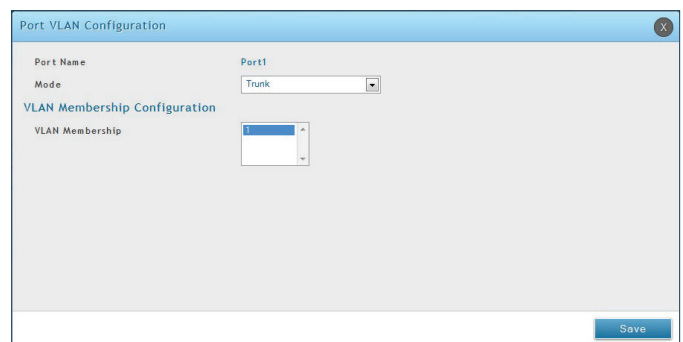 Port VLAN Configuration
X
Port Name Port1
Mode Trunk
VLAN Membership Configuration
VLAN Membership 1
Save